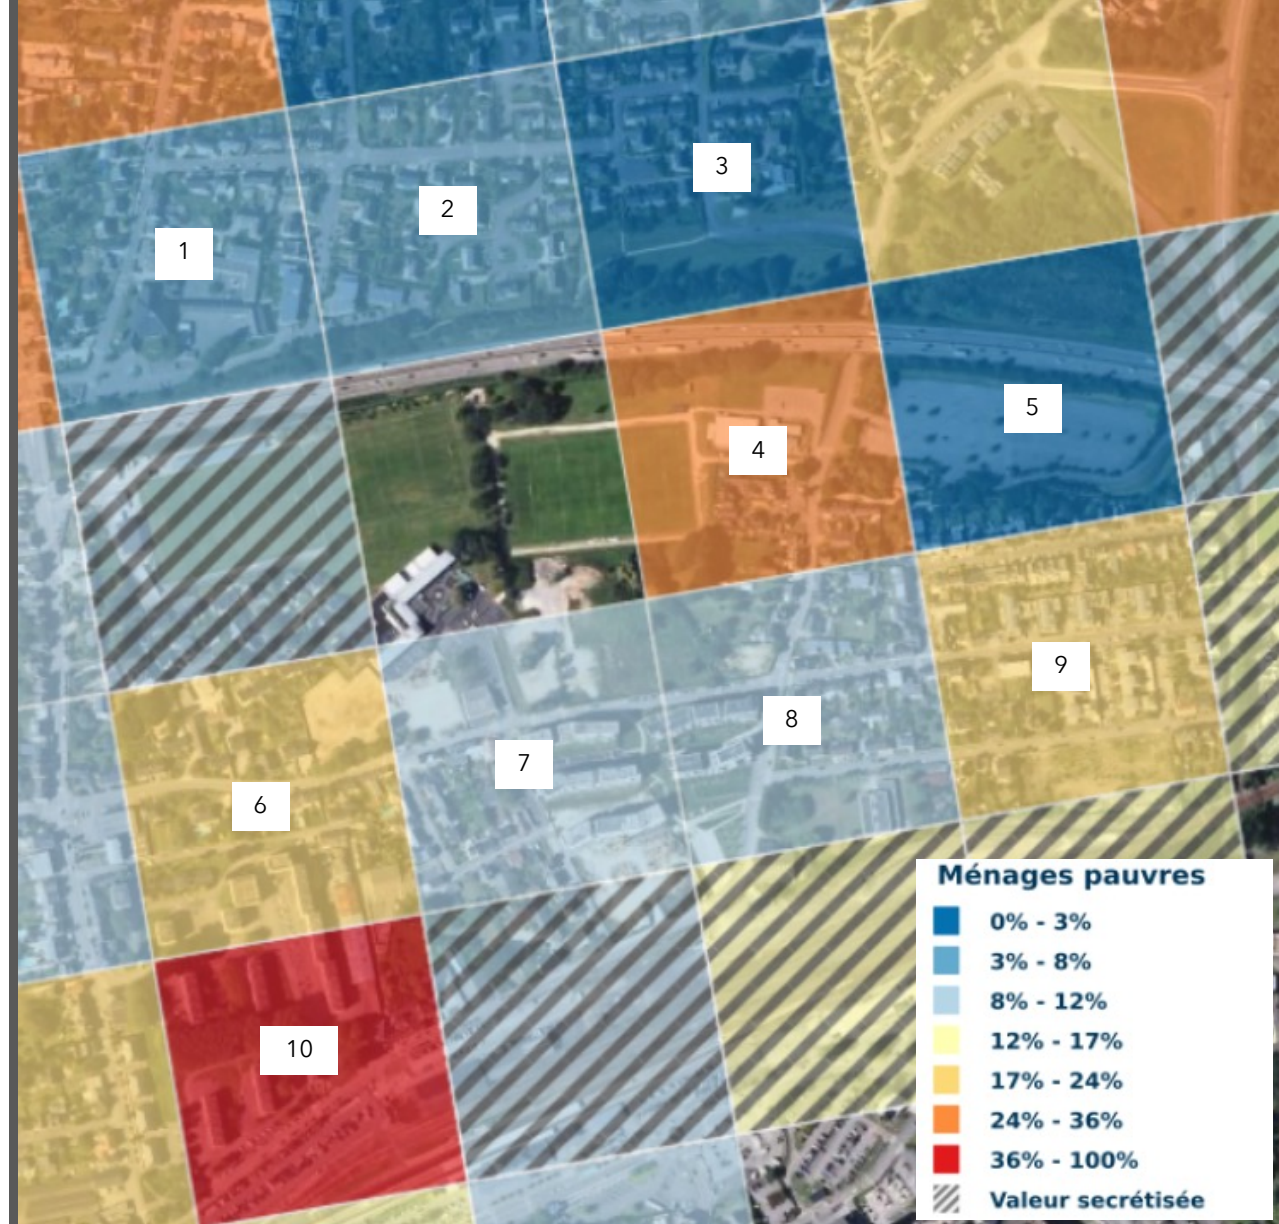 3
2
1
5
4
9
8
7
6
10
Ménages pauvres
0% - 3%
3% - 8%
8% - 12%
12% - 17%
17% - 24%
24% - 36%
36% - 100%
Valeur secrétisée